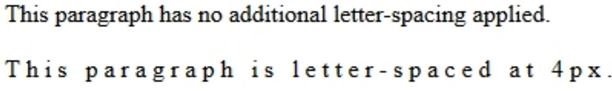 This paragraph has no additional letter-spacing applied.
This paragraph is letter-spaced at 4px.